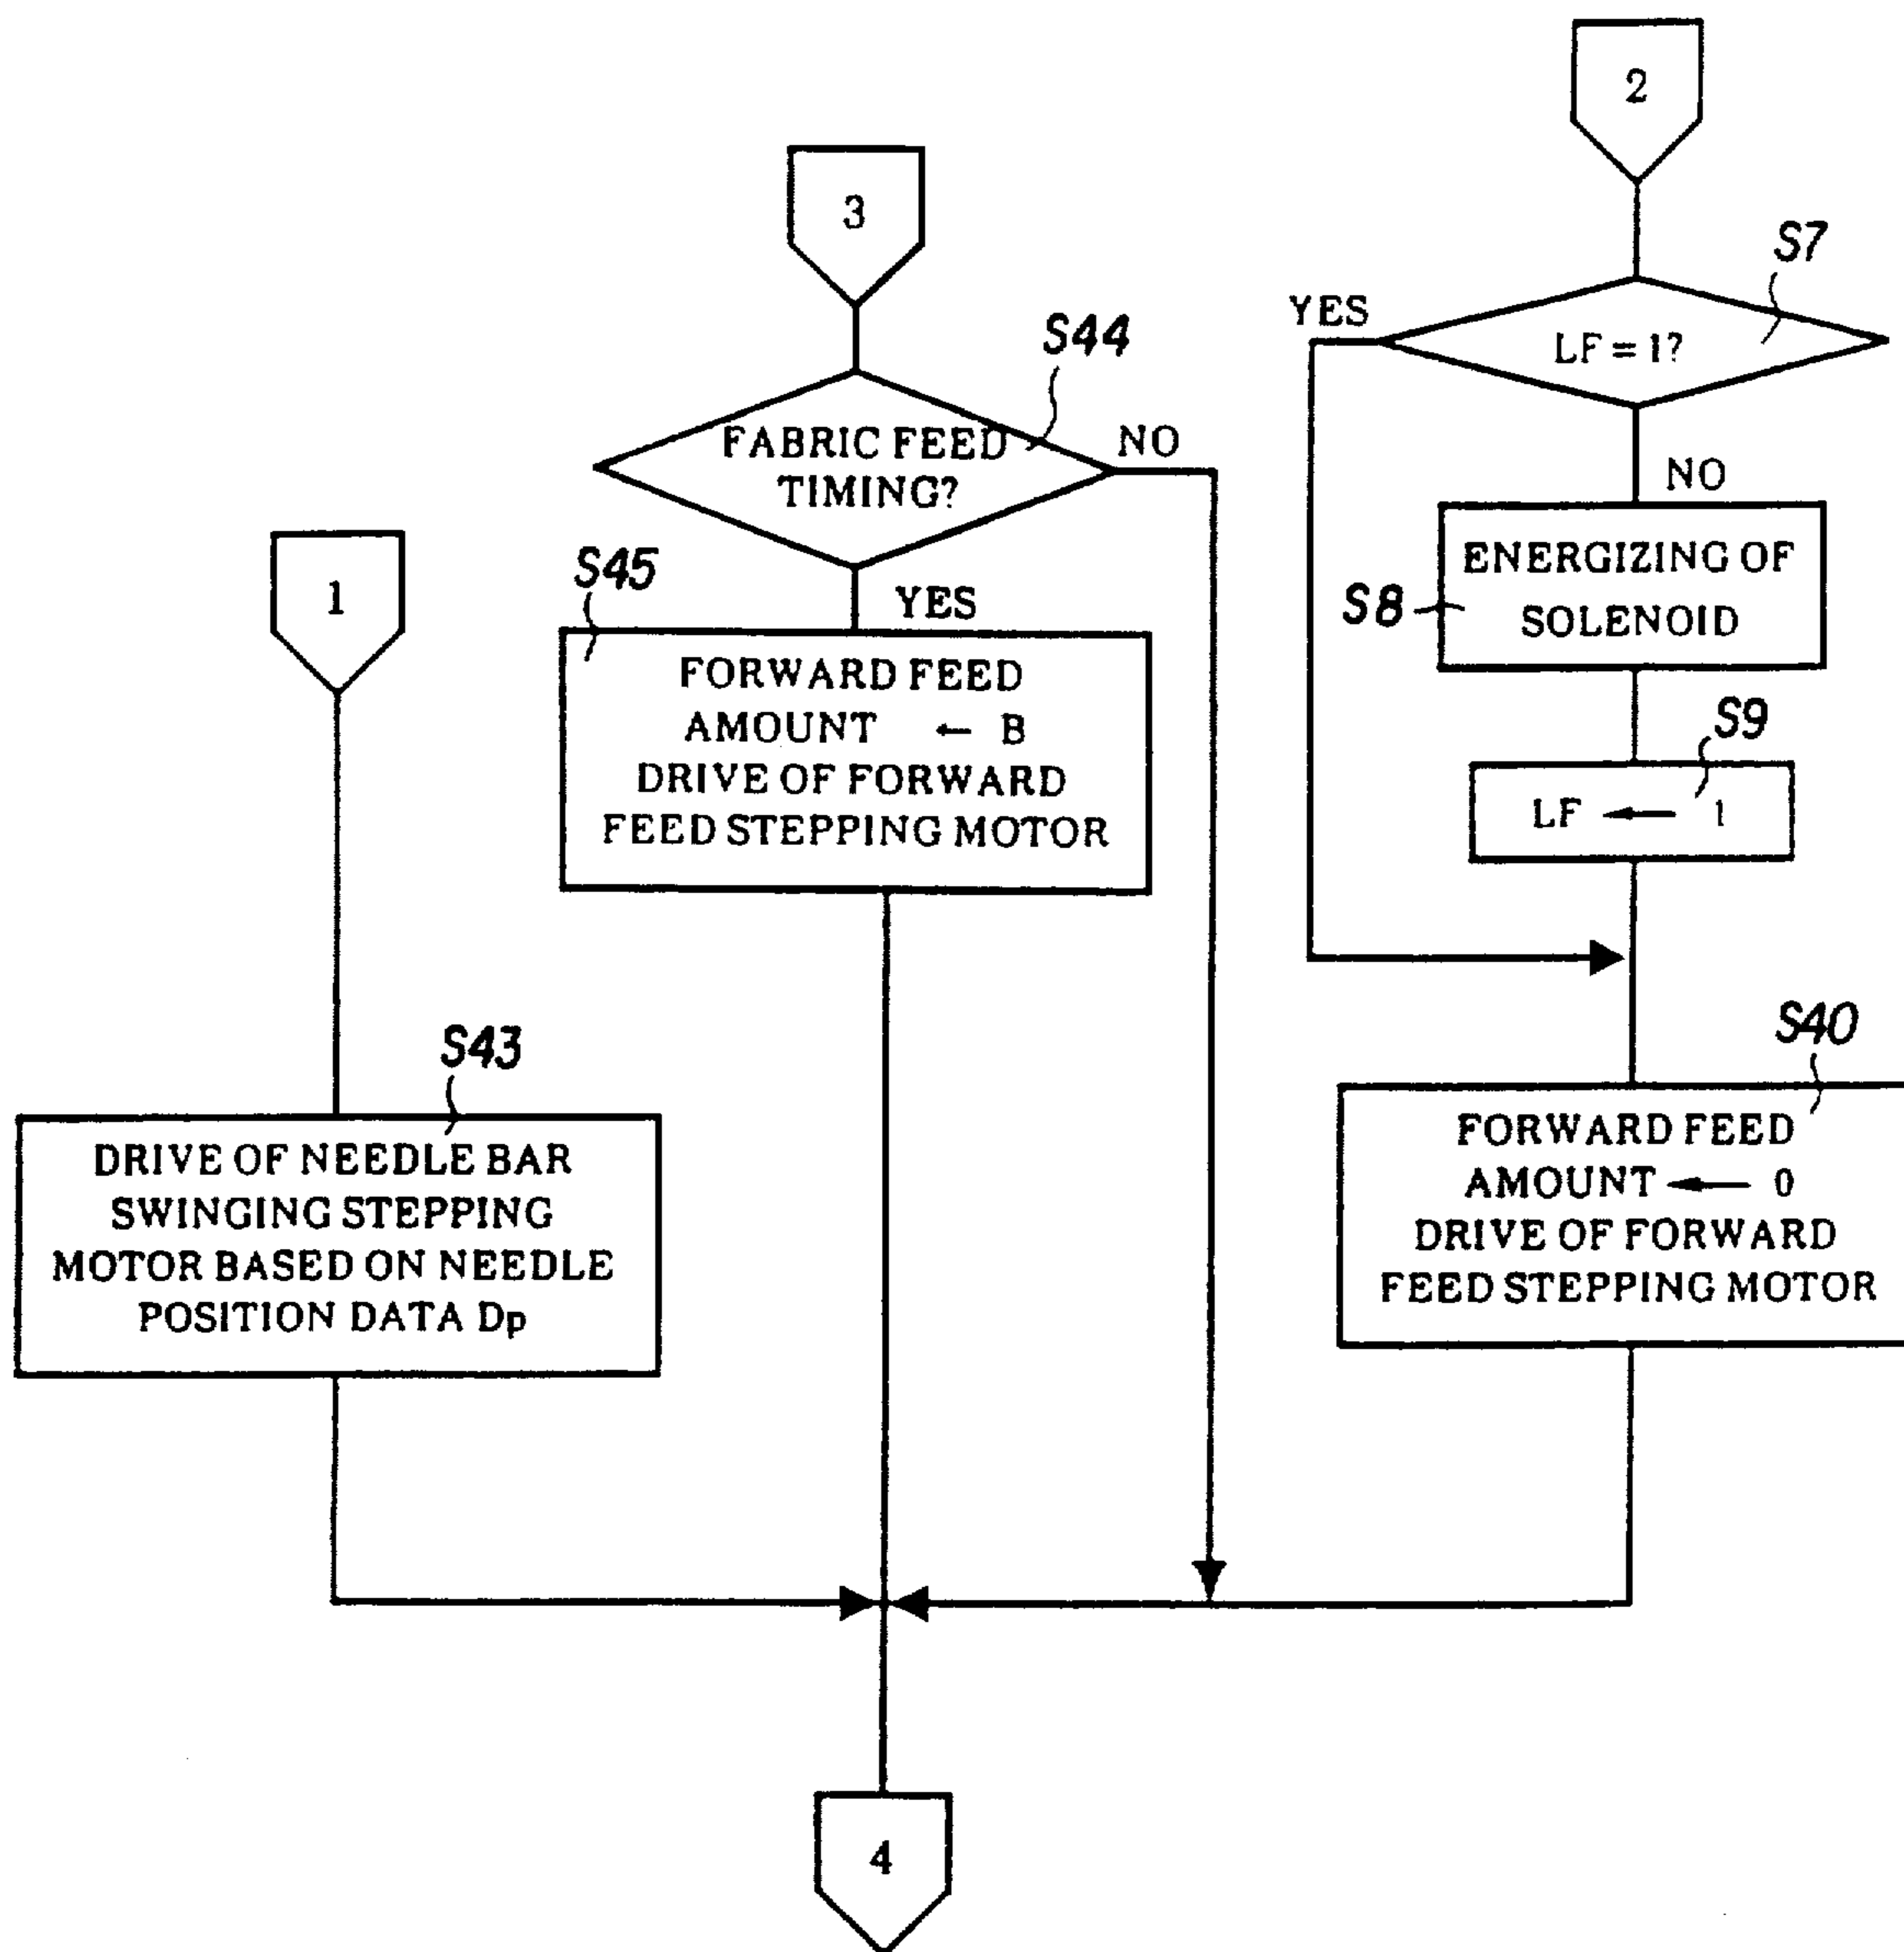 2
3
S7
YES
LF = 1?
S44
FABRIC FEED
TIMING?
NO
NO
1
S45
YES
S8
ENERGIZING OF
SOLENOID
FORWARD FEED
AMOUNT ← B
DRIVE OF FORWARD
FEED STEPPING MOTOR
S9
LF ← 1
S43
DRIVE OF NEEDLE BAR
SWINGING STEPPING
MOTOR BASED ON NEEDLE
POSITION DATA Dp
S40
FORWARD FEED
AMOUNT ← 0
DRIVE OF FORWARD
FEED STEPPING MOTOR
4